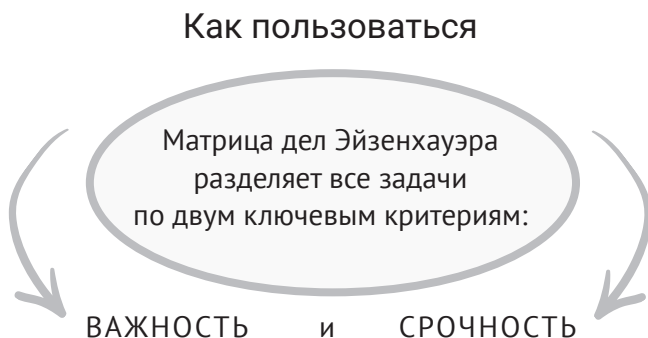 Как пользоваться
Матрица дел Эйзенхауэра
разделяет все задачи
по двум ключевым критериям:
ВАЖНОСТЬ и СРОЧНОСТЬ